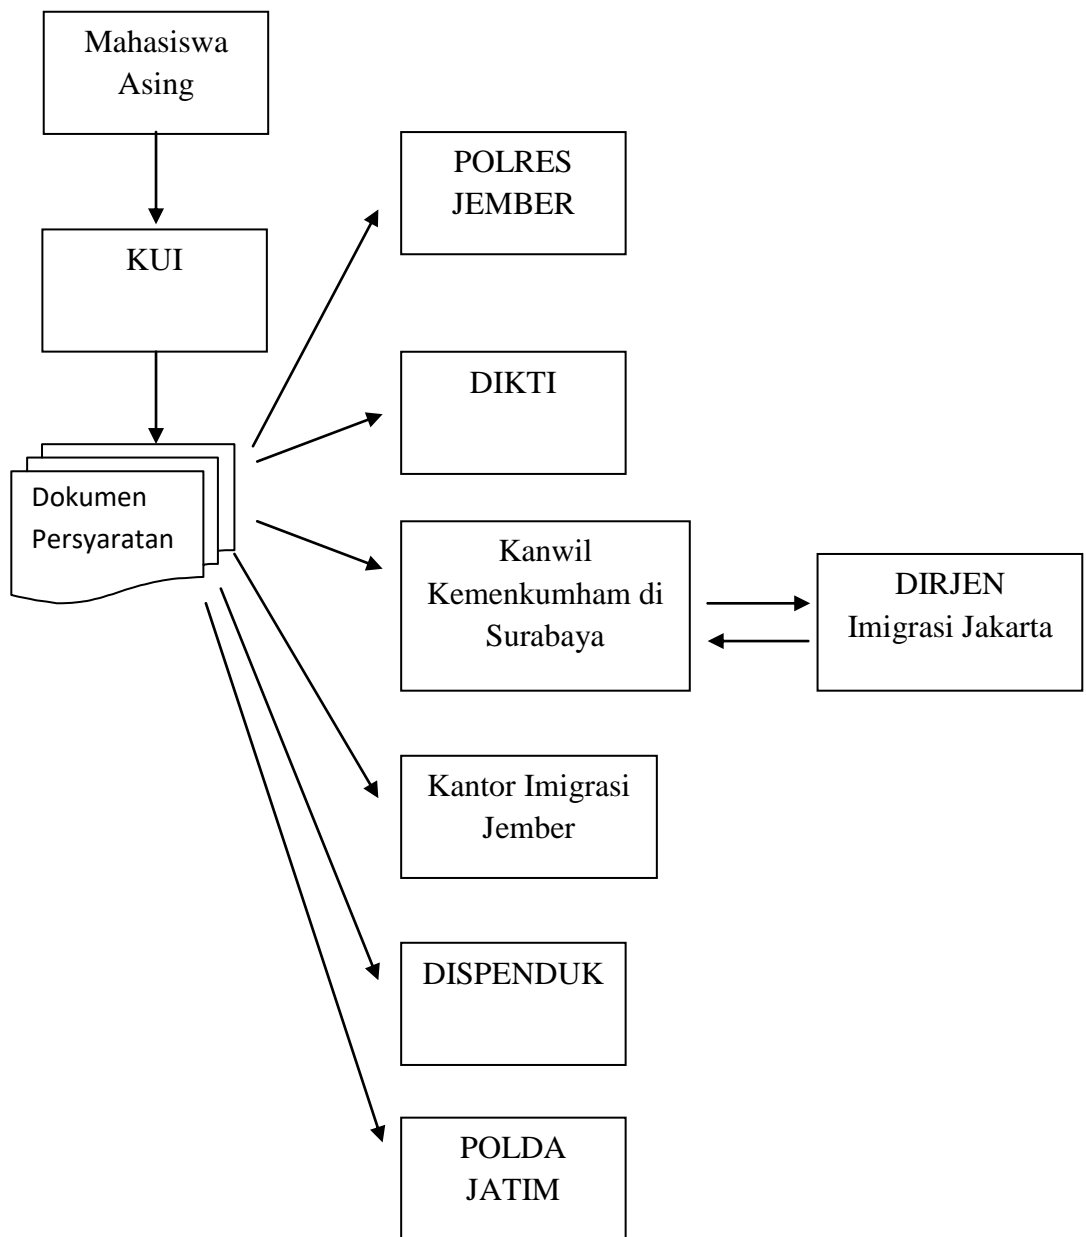 Mahasiswa
Asing
KUI
Dokumen
Persyaratan
POLRES
JEMBER
DIKTI
Kanwil
Kemenkumham di
Surabaya
DIRJEN
Imigrasi Jakarta
Kantor Imigrasi
Jember
DISPENDUK
POLDA
JATIM